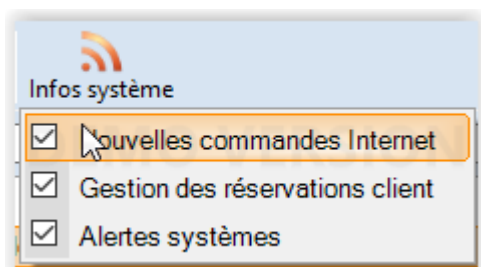 Infos système
Nouvelles commandes Internet
Gestion des réservations client
Alertes systèmes